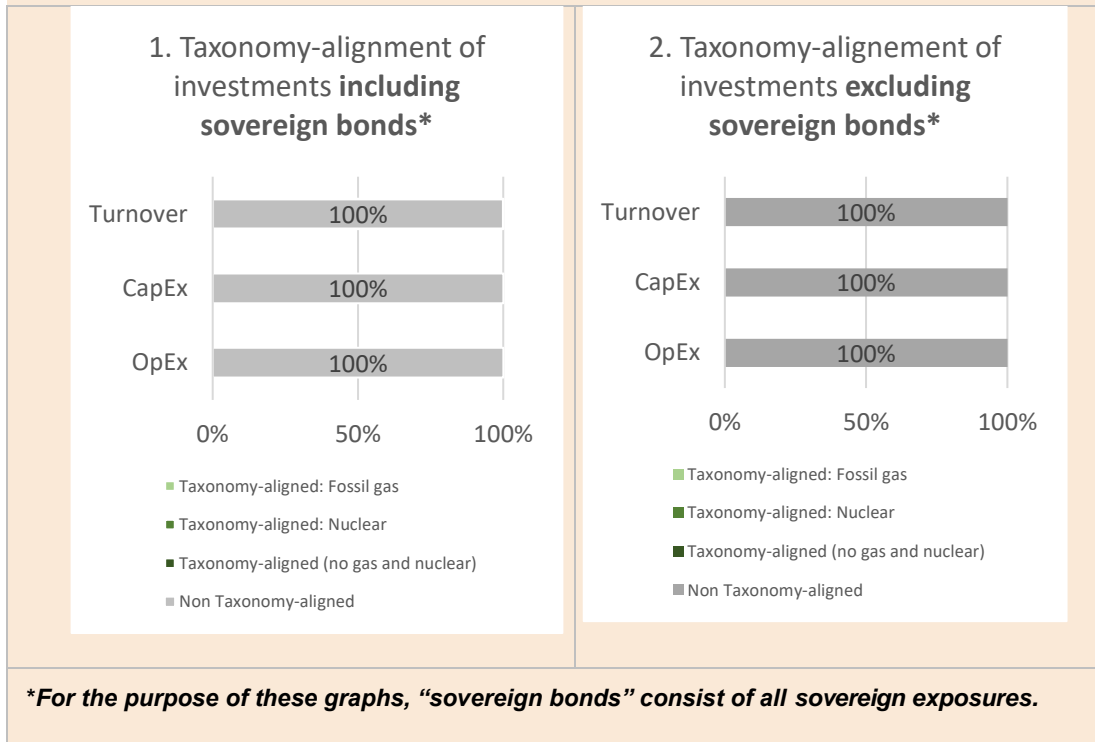 1. Taxonomy-alignment of
investments including
sovereign bonds*
Turnover
100%
CapEx
100%
OpEx
100%
0%
50%
100%
Taxonomy-aligned: Fossil gas
Taxonomy-aligned: Nuclear
Taxonomy-aligned (no gas and nuclear)
Non Taxonomy-aligned
2. Taxonomy-alignement of
investments excluding
sovereign bonds*
Turnover
100%
CapEx
100%
OpEx
100%
0%
50%
100%
Taxonomy-aligned: Fossil gas
Taxonomy-aligned: Nuclear
Taxonomy-aligned (no gas and nuclear)
Non Taxonomy-aligned
*For the purpose of these graphs, “sovereign bonds” consist of all sovereign exposures.